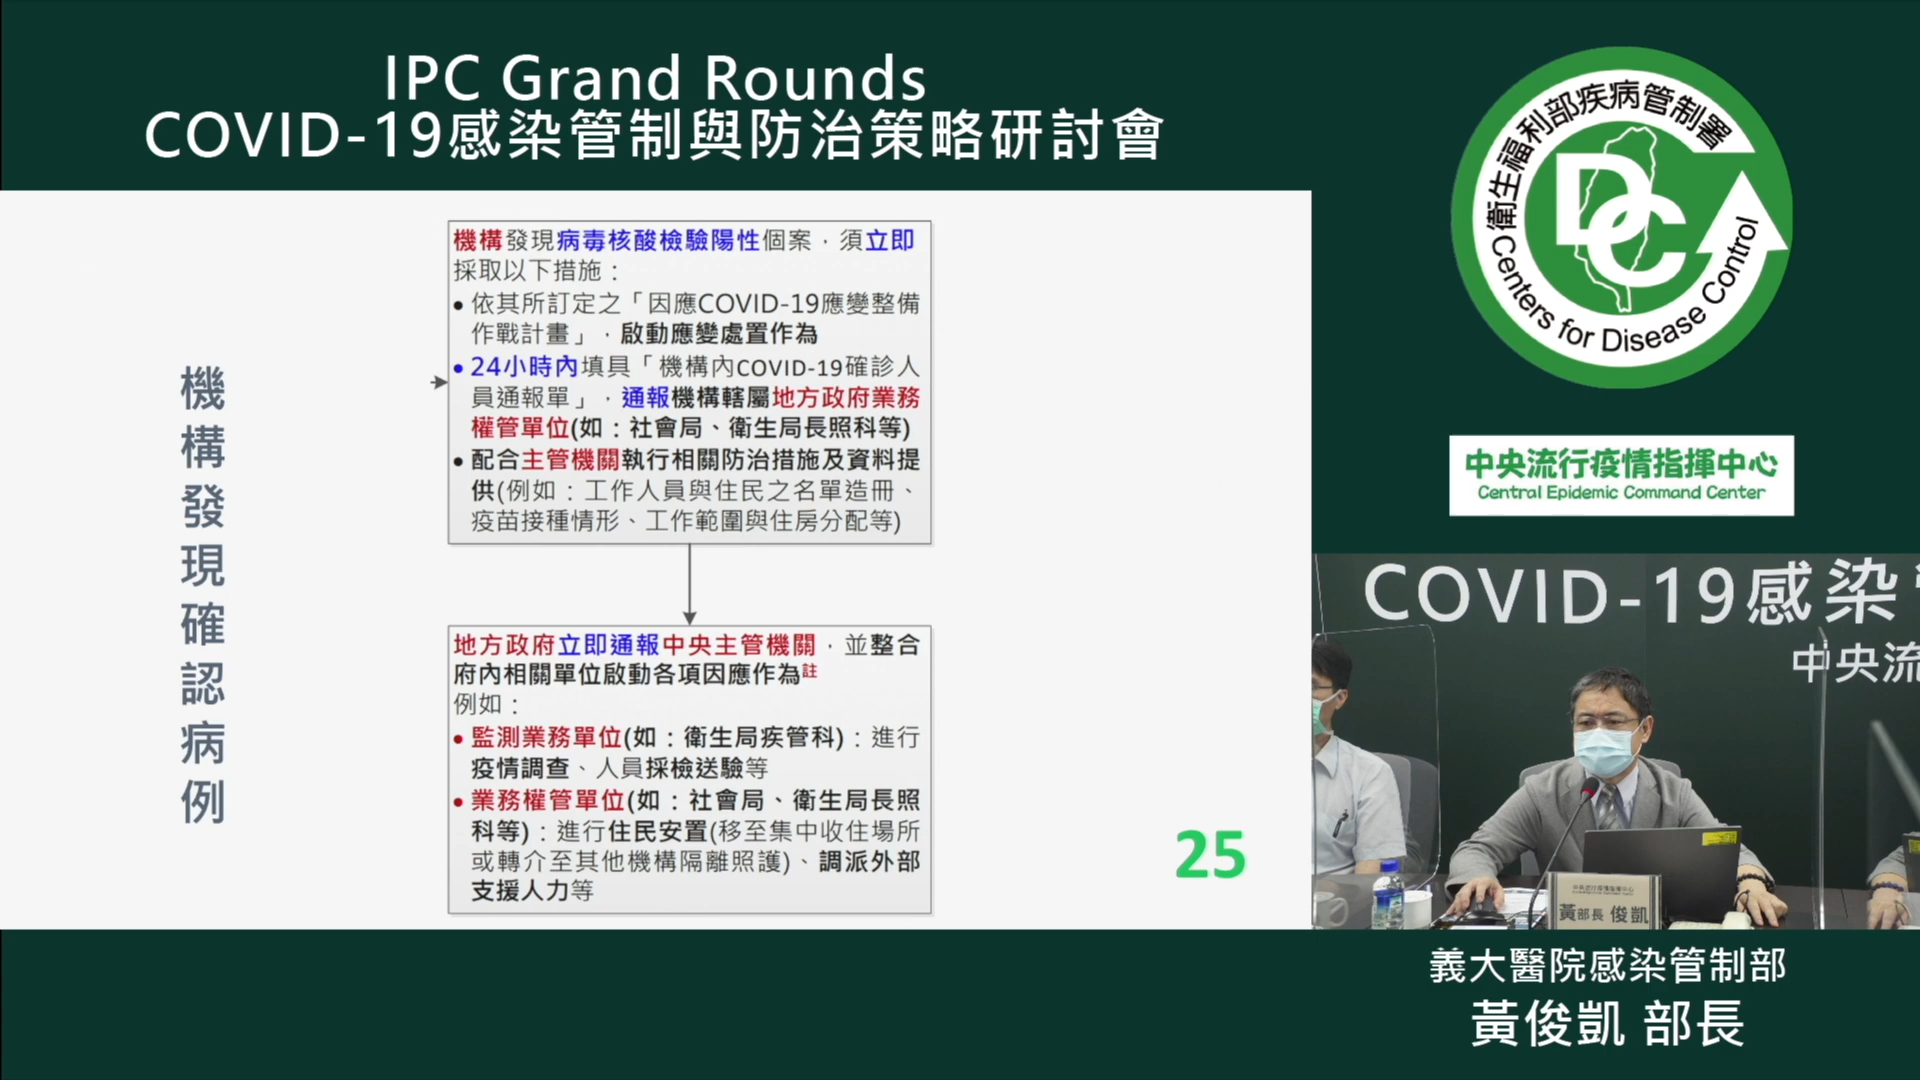 IPC Grand Rounds
COVID-19感染管制與防治策略研討會
機構發現確認病例
機構發現病毒核酸檢驗陽性個案，須立即
採取以下措施：
• 依其所訂定之「因應COVID-19應變整備
作戰計畫」，啟動應變處置作為
• 24小時內填具「機構內COVID-19確診人
員通報單」，通報機構轄屬地方政府業務
權管單位(如：社會局、衛生局長照科等)
• 配合主管機關執行相關防治措施及資料提
供(例如：工作人員與住民之名單造冊、
疫苗接種情形、工作範圍與住房分配等)
地方政府立即通報中央主管機關，並整合
府內相關單位啟動各項因應作為註
例如：
• 監測業務單位(如：衛生局疾管科)：進行
疫情調查、人員採檢送驗等
• 業務權管單位(如：社會局、衛生局長照
科等)：進行住民安置(移至集中收住場所
或轉介至其他機構隔離照護)、調派外部
支援人力等
25
衛生福利部疾病管制署
CDC
Centers for Disease Control
中央流行疫情指揮中心
Central Epidemic Command Center
COVID-19感染
中央流
中央流行疫情指揮中心
黃部長 俊凱
義大醫院感染管制部
黃俊凱 部長